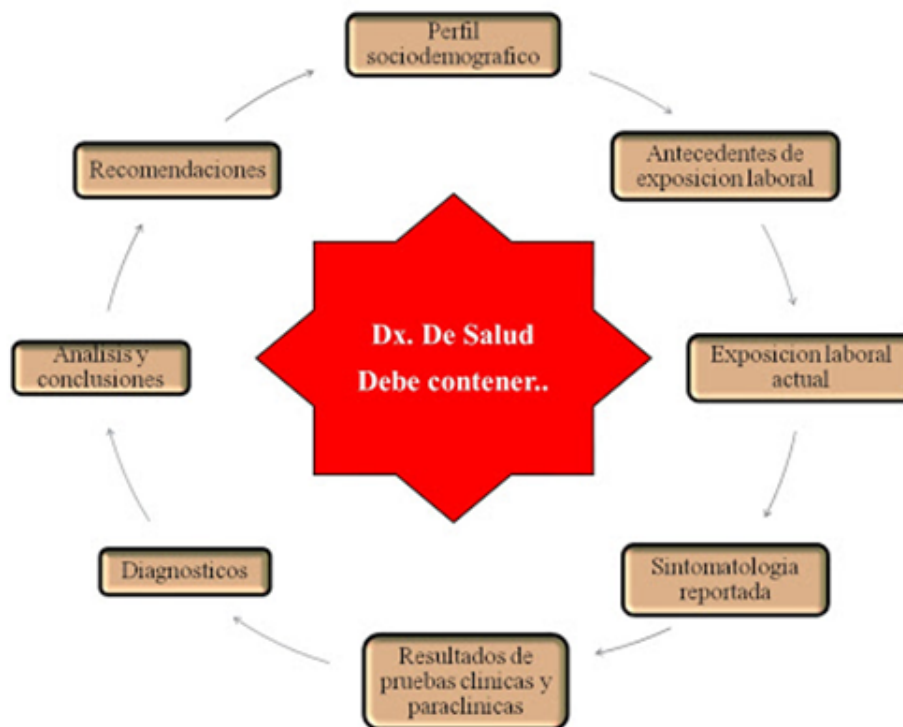 Perfil
sociodemografico
Antecedentes de
exposicion laboral
Exposicion laboral
actual
Sintomatologia
reportada
Resultados de
pruebas clinicas y
paraclinicas
Diagnosticos
Analisis y
conclusiones
Recomendaciones
Dx. De Salud
Debe contener..